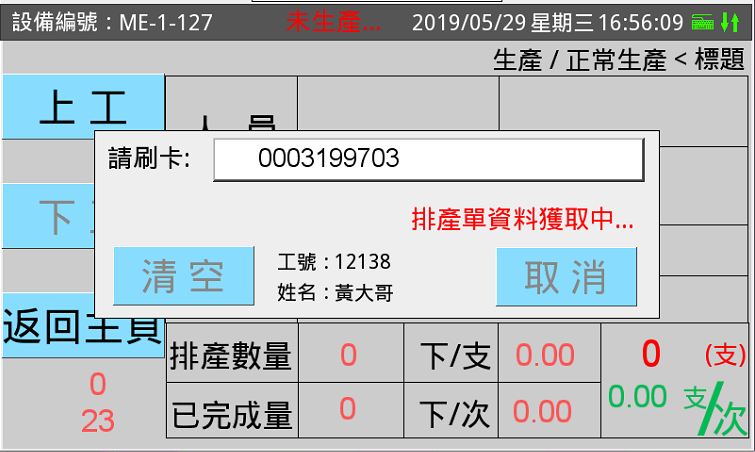 設備編號：ME-1-127 未生產... 2019/05/29 星期三 16:56:09
生產 / 正常生產 < 標題
上工
人員
請刷卡: 0003199703
排產單資料獲取中...
下
清空 工號：12138 取消
姓名：黃大哥
返回主頁
排產數量 0 下/支 0.00 0 (支)
0
23
已完成量 0 下/次 0.00 0.00 支/次